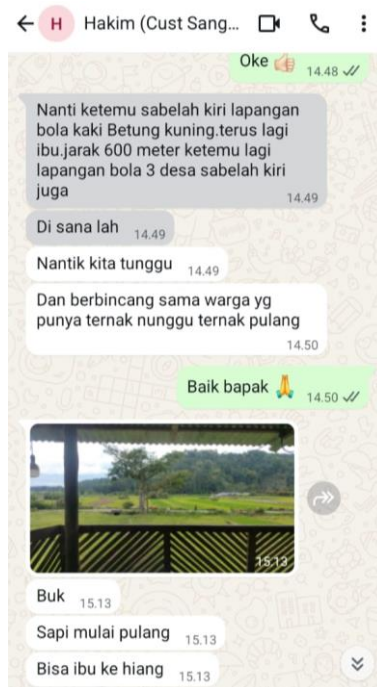 H Hakim (Cust Sang...
Oke 👍🏻 14.48
Nanti ketemu sabelah kiri lapangan
bola kaki Betung kuning.terus lagi
ibu.jarak 600 meter ketemu lagi
lapangan bola 3 desa sabelah kiri
juga
14.49
Di sana lah 14.49
Nantik kita tunggu 14.49
Dan berbincang sama warga yg
punya ternak nunggu ternak pulang
14.50
Baik bapak 🙏 14.50
15.13
Buk 15.13
Sapi mulai pulang 15.13
Bisa ibu ke hiang 15.13